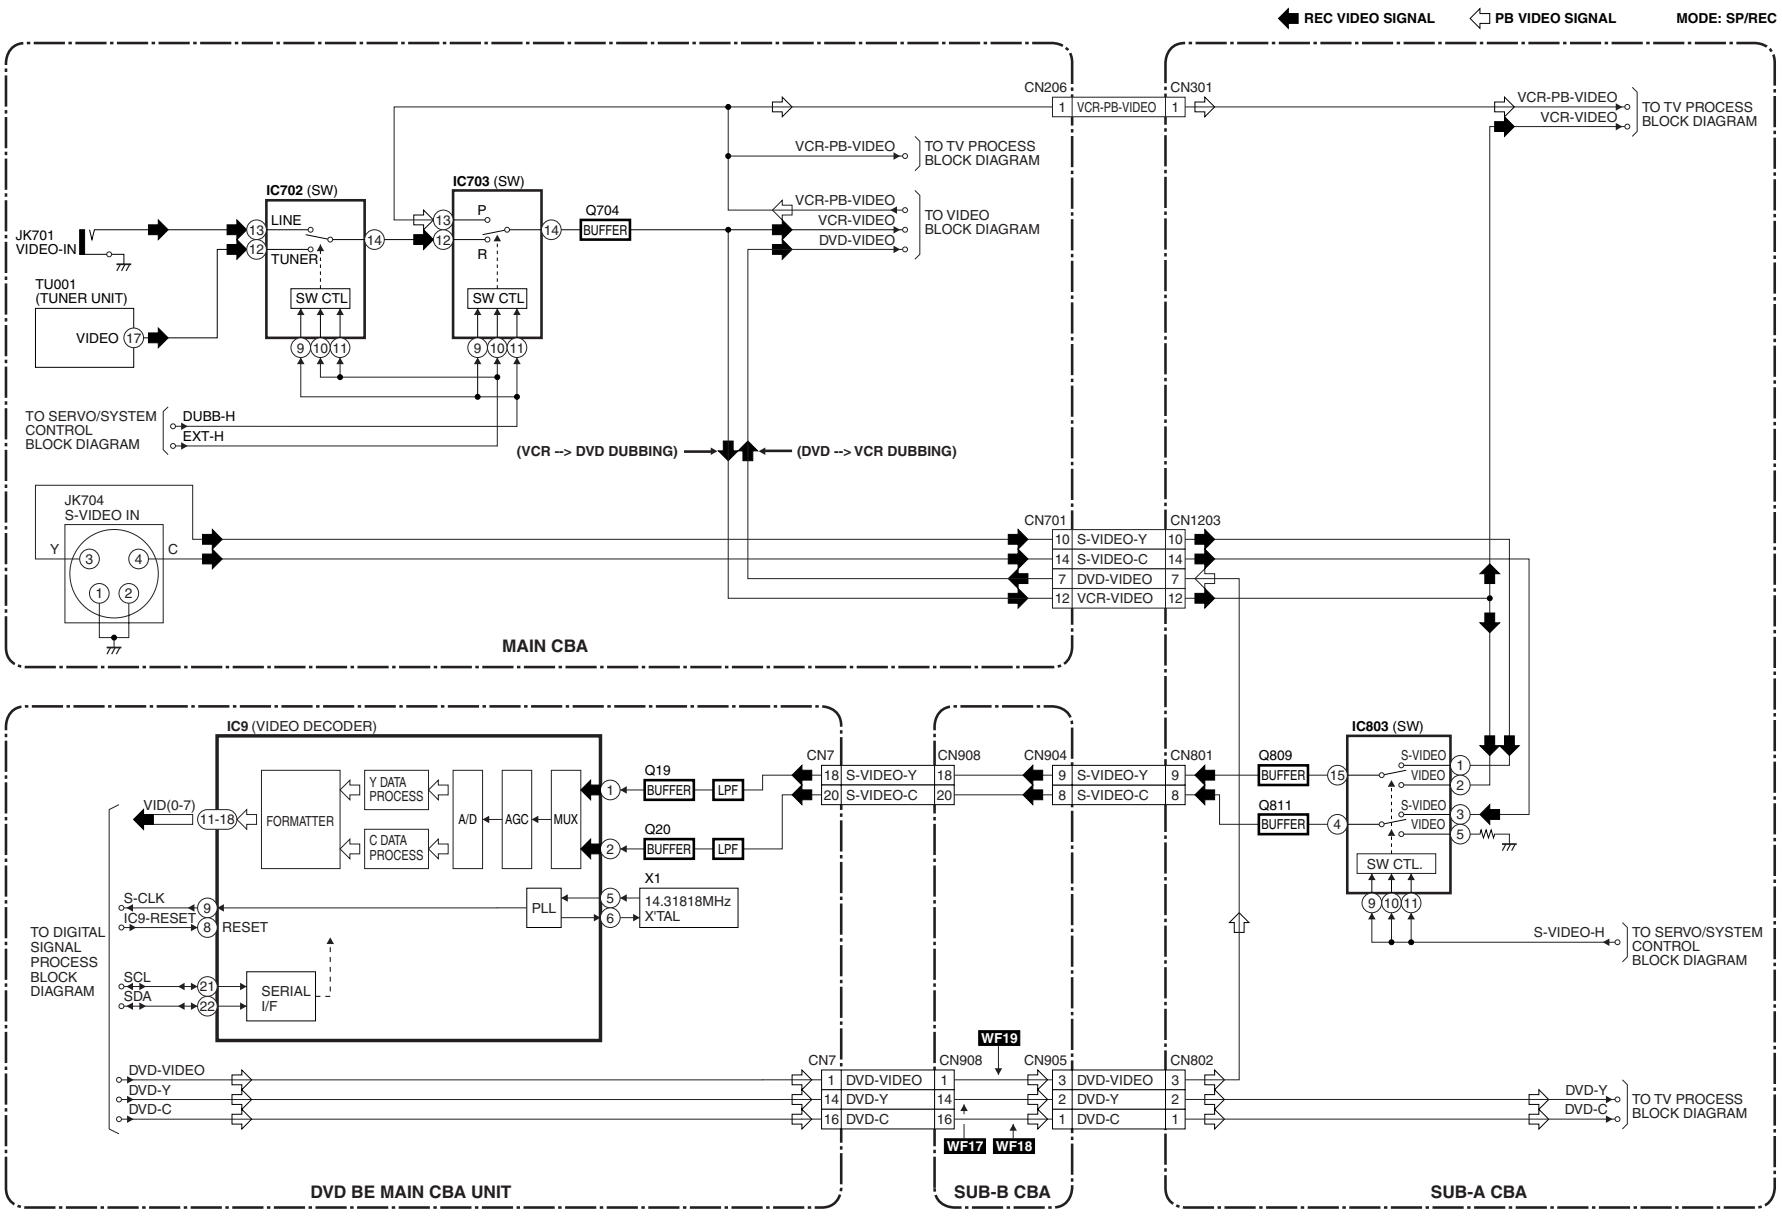 REC VIDEO SIGNAL PB VIDEO SIGNAL MODE: SP/REC
CN206 CN301
1 VCR-PB-VIDEO 1
VCR-PB-VIDEO
VCR-VIDEO
TO TV PROCESS
BLOCK DIAGRAM
VCR-PB-VIDEO
TO TV PROCESS
BLOCK DIAGRAM
VCR-PB-VIDEO
VCR-VIDEO
DVD-VIDEO
TO VIDEO
BLOCK DIAGRAM
IC702 (SW)
13 LINE
12 TUNER
14
SW CTL
9 10 11
IC703 (SW)
13 P
12 R
14
SW CTL
9 10 11
Q704
BUFFER
JK701
VIDEO-IN
TU001
(TUNER UNIT)
VIDEO 17
TO SERVO/SYSTEM
CONTROL
BLOCK DIAGRAM
DUBB-H
EXT-H
(VCR --> DVD DUBBING) (DVD --> VCR DUBBING)
JK704
S-VIDEO IN
Y 3 4 C
1 2
CN701 CN1203
10 S-VIDEO-Y 10
14 S-VIDEO-C 14
7 DVD-VIDEO 7
12 VCR-VIDEO 12
MAIN CBA
IC9 (VIDEO DECODER)
VID(0-7)
11-18
FORMATTER
Y DATA
PROCESS
C DATA
PROCESS
A/D
AGC
MUX
1
2
Q19
BUFFER LPF
Q20
BUFFER LPF
X1
14.31818MHz
X'TAL
5
6
PLL
S-CLK 9
IC9-RESET 8 RESET
SCL 21
SDA 22
SERIAL
I/F
TO DIGITAL
SIGNAL
PROCESS
BLOCK
DIAGRAM
CN7 CN908 CN904 CN801
18 S-VIDEO-Y 18 9 S-VIDEO-Y 9
20 S-VIDEO-C 20 8 S-VIDEO-C 8
Q809
BUFFER 15
Q811
BUFFER 4
IC803 (SW)
S-VIDEO 1
VIDEO 2
S-VIDEO 3
VIDEO 5
SW CTL.
9 10 11
S-VIDEO-H
TO SERVO/SYSTEM
CONTROL
BLOCK DIAGRAM
DVD-VIDEO
DVD-Y
DVD-C
WF19
CN7 CN908 CN905 CN802
1 DVD-VIDEO 1 3 DVD-VIDEO 3
14 DVD-Y 14 2 DVD-Y 2
16 DVD-C 16 1 DVD-C 1
WF17 WF18
DVD-Y
DVD-C
TO TV PROCESS
BLOCK DIAGRAM
DVD BE MAIN CBA UNIT
SUB-B CBA
SUB-A CBA